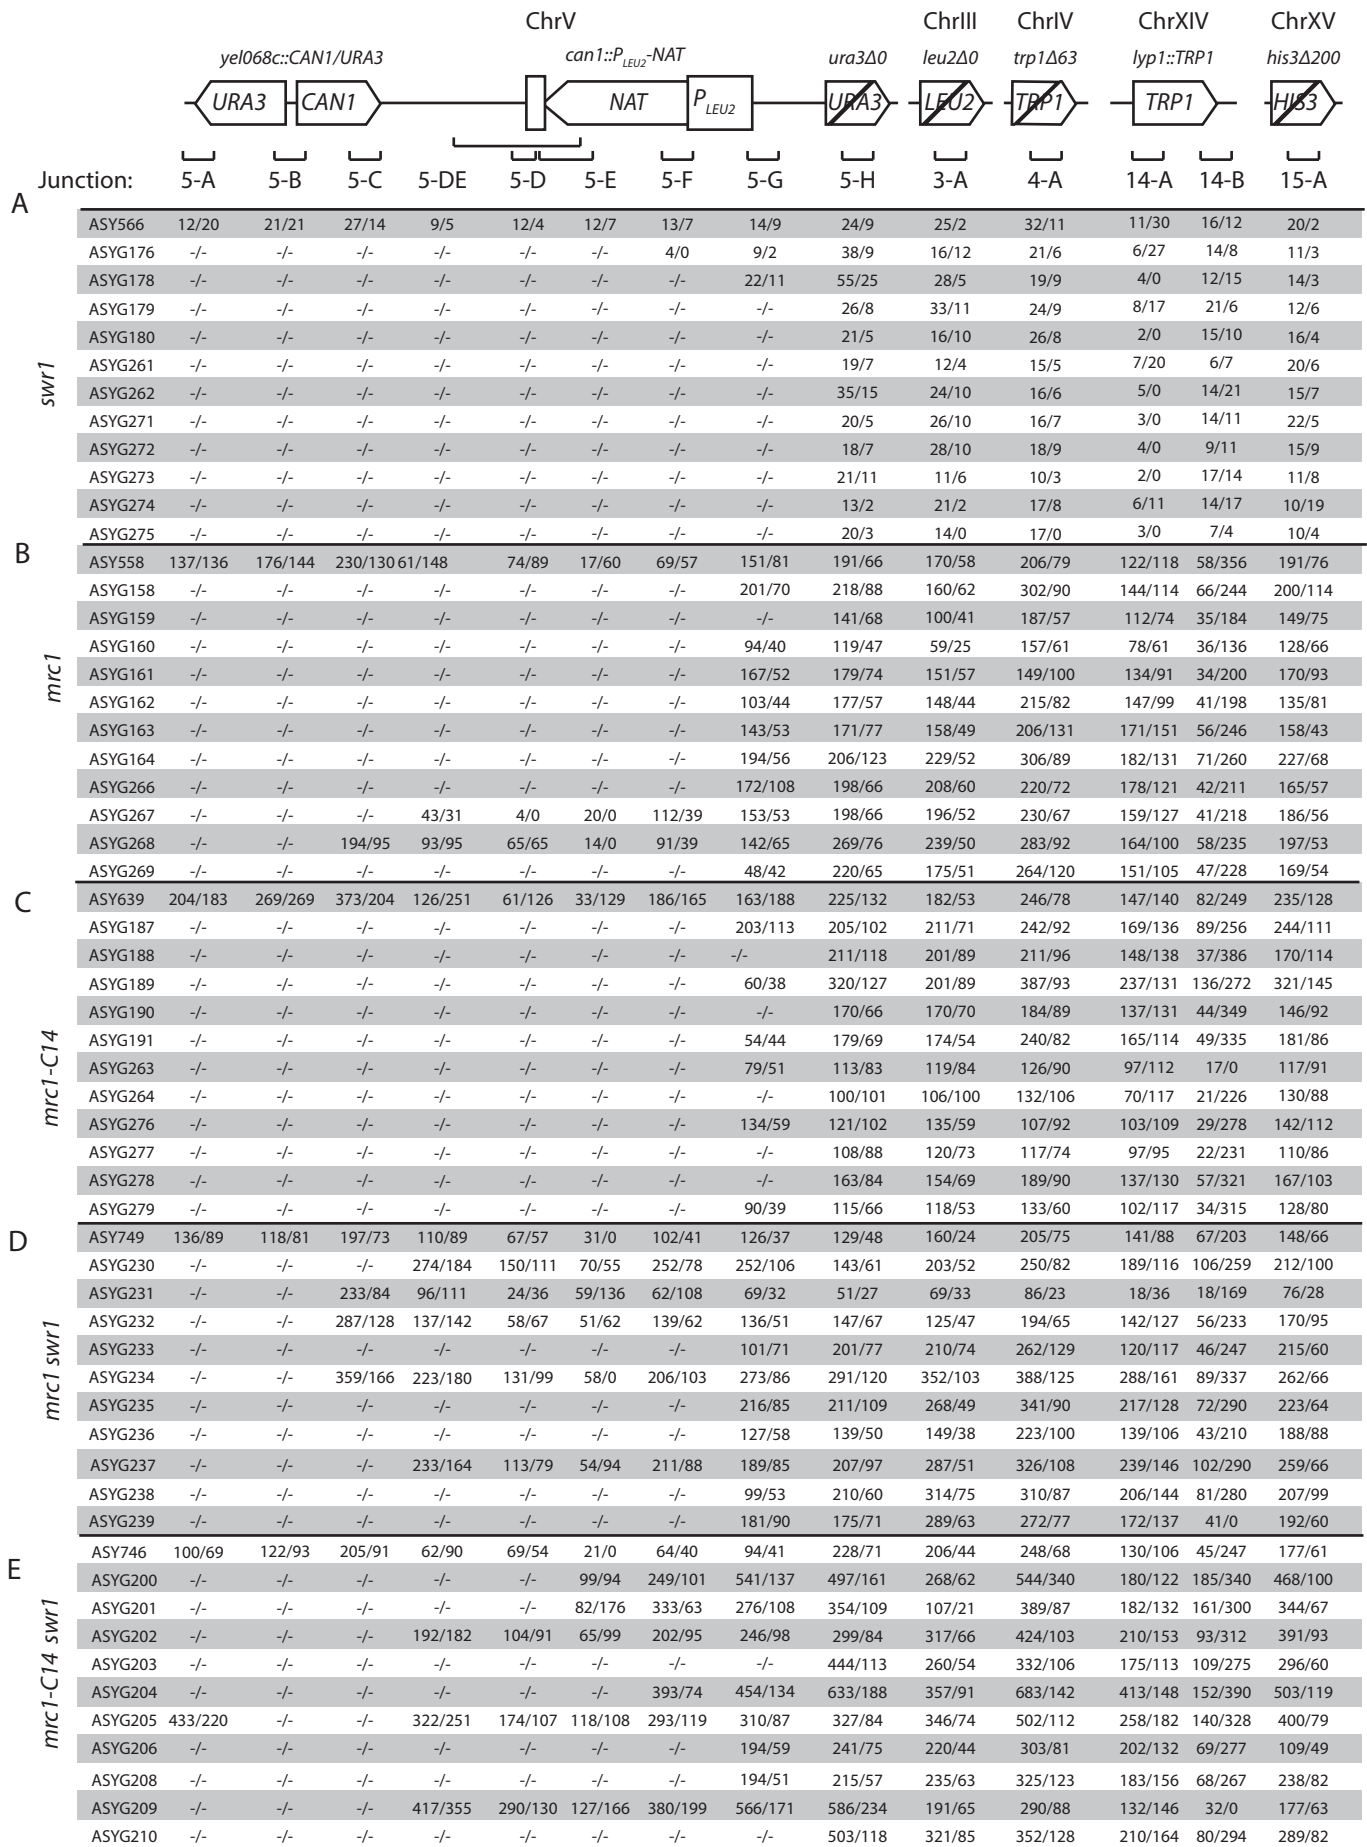 ChrV ChrIII ChrIV ChrXIV ChrXV
yel068c::CAN1/URA3 can1::P_LEU2-NAT ura3Δ0 leu2Δ0 trp1Δ63 lyp1::TRP1 his3Δ200
URA3 CAN1 NAT P_LEU2 URA3 LEU2 TRP1 TRP1 HIS3
Junction: 5-A 5-B 5-C 5-DE 5-D 5-E 5-F 5-G 5-H 3-A 4-A 14-A 14-B 15-A
A
swr1
ASY566 12/20 21/21 27/14 9/5 12/4 12/7 13/7 14/9 24/9 25/2 32/11 11/30 16/12 20/2
ASYG176 -/- -/- -/- -/- -/- -/- 4/0 9/2 38/9 16/12 21/6 6/27 14/8 11/3
ASYG178 -/- -/- -/- -/- -/- -/- -/- 22/11 55/25 28/5 19/9 4/0 12/15 14/3
ASYG179 -/- -/- -/- -/- -/- -/- -/- -/- 26/8 33/11 24/9 8/17 21/6 12/6
ASYG180 -/- -/- -/- -/- -/- -/- -/- -/- 21/5 16/10 26/8 2/0 15/10 16/4
ASYG261 -/- -/- -/- -/- -/- -/- -/- -/- 19/7 12/4 15/5 7/20 6/7 20/6
ASYG262 -/- -/- -/- -/- -/- -/- -/- -/- 35/15 24/10 16/6 5/0 14/21 15/7
ASYG271 -/- -/- -/- -/- -/- -/- -/- -/- 20/5 26/10 16/7 3/0 14/11 22/5
ASYG272 -/- -/- -/- -/- -/- -/- -/- -/- 18/7 28/10 18/9 4/0 9/11 15/9
ASYG273 -/- -/- -/- -/- -/- -/- -/- -/- 21/11 11/6 10/3 2/0 17/14 11/8
ASYG274 -/- -/- -/- -/- -/- -/- -/- -/- 13/2 21/2 17/8 6/11 14/17 10/19
ASYG275 -/- -/- -/- -/- -/- -/- -/- -/- 20/3 14/0 17/0 3/0 7/4 10/4
B
mrc1
ASY558 137/136 176/144 230/130 61/148 74/89 17/60 69/57 151/81 191/66 170/58 206/79 122/118 58/356 191/76
ASYG158 -/- -/- -/- -/- -/- -/- -/- 201/70 218/88 160/62 302/90 144/114 66/244 200/114
ASYG159 -/- -/- -/- -/- -/- -/- -/- -/- 141/68 100/41 187/57 112/74 35/184 149/75
ASYG160 -/- -/- -/- -/- -/- -/- -/- 94/40 119/47 59/25 157/61 78/61 36/136 128/66
ASYG161 -/- -/- -/- -/- -/- -/- -/- 167/52 179/74 151/57 149/100 134/91 34/200 170/93
ASYG162 -/- -/- -/- -/- -/- -/- -/- 103/44 177/57 148/44 215/82 147/99 41/198 135/81
ASYG163 -/- -/- -/- -/- -/- -/- -/- 143/53 171/77 158/49 206/131 171/151 56/246 158/43
ASYG164 -/- -/- -/- -/- -/- -/- -/- 194/56 206/123 229/52 306/89 182/131 71/260 227/68
ASYG266 -/- -/- -/- -/- -/- -/- -/- 172/108 198/66 208/60 220/72 178/121 42/211 165/57
ASYG267 -/- -/- -/- 43/31 4/0 20/0 112/39 153/53 198/66 196/52 230/67 159/127 41/218 186/56
ASYG268 -/- -/- 194/95 93/95 65/65 14/0 91/39 142/65 269/76 239/50 283/92 164/100 58/235 197/53
ASYG269 -/- -/- -/- -/- -/- -/- -/- 48/42 220/65 175/51 264/120 151/105 47/228 169/54
C
mrc1-C14
ASY639 204/183 269/269 373/204 126/251 61/126 33/129 186/165 163/188 225/132 182/53 246/78 147/140 82/249 235/128
ASYG187 -/- -/- -/- -/- -/- -/- -/- 203/113 205/102 211/71 242/92 169/136 89/256 244/111
ASYG188 -/- -/- -/- -/- -/- -/- -/- -/- 211/118 201/89 211/96 148/138 37/386 170/114
ASYG189 -/- -/- -/- -/- -/- -/- -/- 60/38 320/127 201/89 387/93 237/131 136/272 321/145
ASYG190 -/- -/- -/- -/- -/- -/- -/- -/- 170/66 170/70 184/89 137/131 44/349 146/92
ASYG191 -/- -/- -/- -/- -/- -/- -/- 54/44 179/69 174/54 240/82 165/114 49/335 181/86
ASYG263 -/- -/- -/- -/- -/- -/- -/- 79/51 113/83 119/84 126/90 97/112 17/0 117/91
ASYG264 -/- -/- -/- -/- -/- -/- -/- -/- 100/101 106/100 132/106 70/117 21/226 130/88
ASYG276 -/- -/- -/- -/- -/- -/- -/- 134/59 121/102 135/59 107/92 103/109 29/278 142/112
ASYG277 -/- -/- -/- -/- -/- -/- -/- -/- 108/88 120/73 117/74 97/95 22/231 110/86
ASYG278 -/- -/- -/- -/- -/- -/- -/- -/- 163/84 154/69 189/90 137/130 57/321 167/103
ASYG279 -/- -/- -/- -/- -/- -/- -/- 90/39 115/66 118/53 133/60 102/117 34/315 128/80
D
mrc1 swr1
ASY749 136/89 118/81 197/73 110/89 67/57 31/0 102/41 126/37 129/48 160/24 205/75 141/88 67/203 148/66
ASYG230 -/- -/- -/- 274/184 150/111 70/55 252/78 252/106 143/61 203/52 250/82 189/116 106/259 212/100
ASYG231 -/- -/- 233/84 96/111 24/36 59/136 62/108 69/32 51/27 69/33 86/23 18/36 18/169 76/28
ASYG232 -/- -/- 287/128 137/142 58/67 51/62 139/62 136/51 147/67 125/47 194/65 142/127 56/233 170/95
ASYG233 -/- -/- -/- -/- -/- -/- -/- 101/71 201/77 210/74 262/129 120/117 46/247 215/60
ASYG234 -/- -/- 359/166 223/180 131/99 58/0 206/103 273/86 291/120 352/103 388/125 288/161 89/337 262/66
ASYG235 -/- -/- -/- -/- -/- -/- -/- 216/85 211/109 268/49 341/90 217/128 72/290 223/64
ASYG236 -/- -/- -/- -/- -/- -/- -/- 127/58 139/50 149/38 223/100 139/106 43/210 188/88
ASYG237 -/- -/- -/- 233/164 113/79 54/94 211/88 189/85 207/97 287/51 326/108 239/146 102/290 259/66
ASYG238 -/- -/- -/- -/- -/- -/- -/- 99/53 210/60 314/75 310/87 206/144 81/280 207/99
ASYG239 -/- -/- -/- -/- -/- -/- -/- 181/90 175/71 289/63 272/77 172/137 41/0 192/60
E
mrc1-C14 swr1
ASY746 100/69 122/93 205/91 62/90 69/54 21/0 64/40 94/41 228/71 206/44 248/68 130/106 45/247 177/61
ASYG200 -/- -/- -/- -/- -/- 99/94 249/101 541/137 497/161 268/62 544/340 180/122 185/340 468/100
ASYG201 -/- -/- -/- -/- -/- 82/176 333/63 276/108 354/109 107/21 389/87 182/132 161/300 344/67
ASYG202 -/- -/- -/- 192/182 104/91 65/99 202/95 246/98 299/84 317/66 424/103 210/153 93/312 391/93
ASYG203 -/- -/- -/- -/- -/- -/- -/- -/- 444/113 260/54 332/106 175/113 109/275 296/60
ASYG204 -/- -/- -/- -/- -/- -/- 393/74 454/134 633/188 357/91 683/142 413/148 152/390 503/119
ASYG205 433/220 -/- -/- 322/251 174/107 118/108 293/119 310/87 327/84 346/74 502/112 258/182 140/328 400/79
ASYG206 -/- -/- -/- -/- -/- -/- -/- 194/59 241/75 220/44 303/81 202/132 69/277 109/49
ASYG208 -/- -/- -/- -/- -/- -/- -/- 194/51 215/57 235/63 325/123 183/156 68/267 238/82
ASYG209 -/- -/- -/- 417/355 290/130 127/166 380/199 566/171 586/234 191/65 290/88 132/146 32/0 177/63
ASYG210 -/- -/- -/- -/- -/- -/- -/- -/- 503/118 321/85 352/128 210/164 80/294 289/82